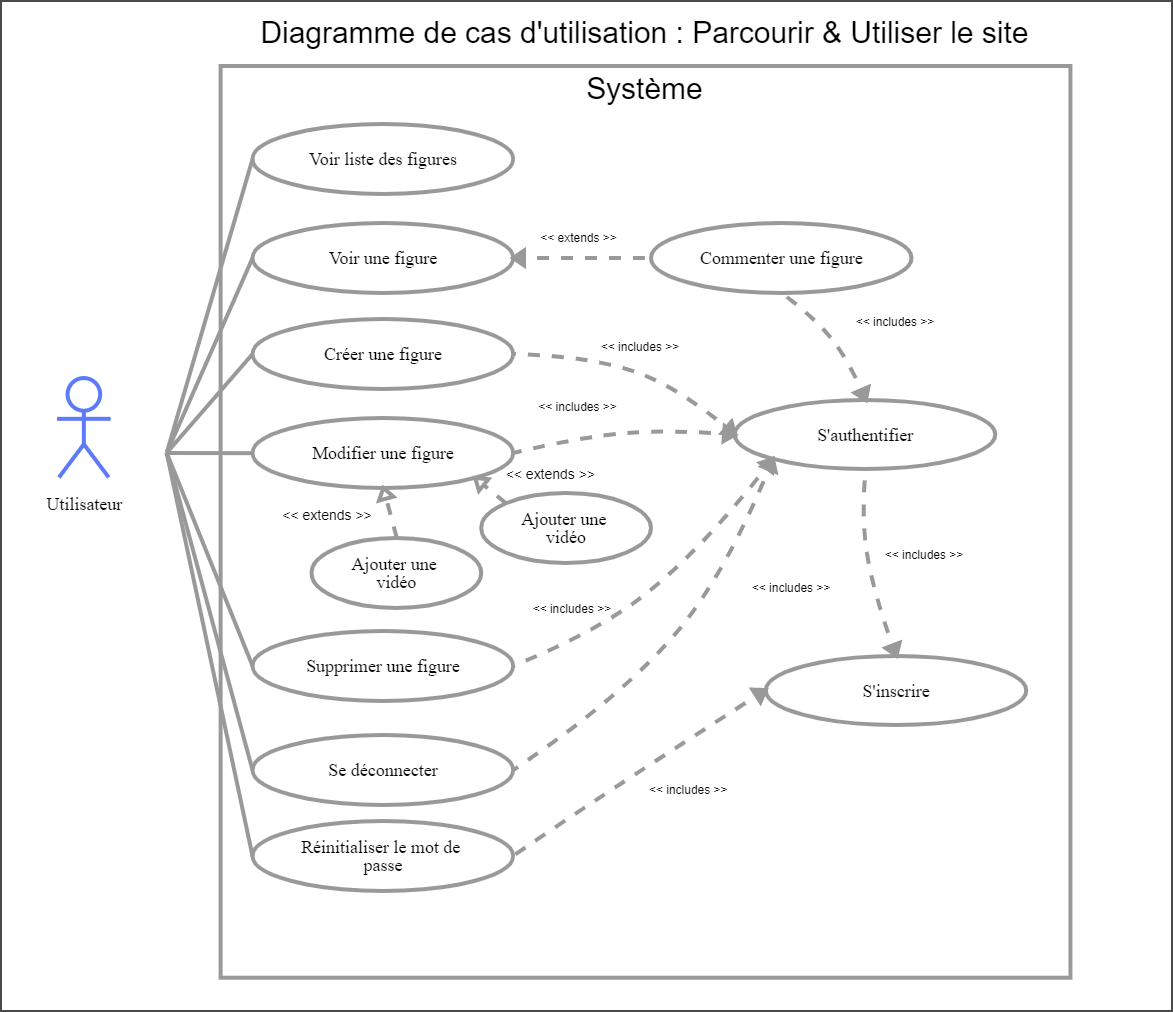 Diagramme de cas d'utilisation : Parcourir & Utiliser le site
Système
Voir liste des figures
Voir une figure
<< extends >>
Commenter une figure
<< includes >>
Créer une figure
<< includes >>
<< includes >>
S'authentifier
Modifier une figure
<< extends >>
Utilisateur
<< extends >>
Ajouter une
vidéo
Ajouter une
vidéo
<< includes >>
<< includes >>
<< includes >>
Supprimer une figure
S'inscrire
Se déconnecter
<< includes >>
Réinitialiser le mot de
passe